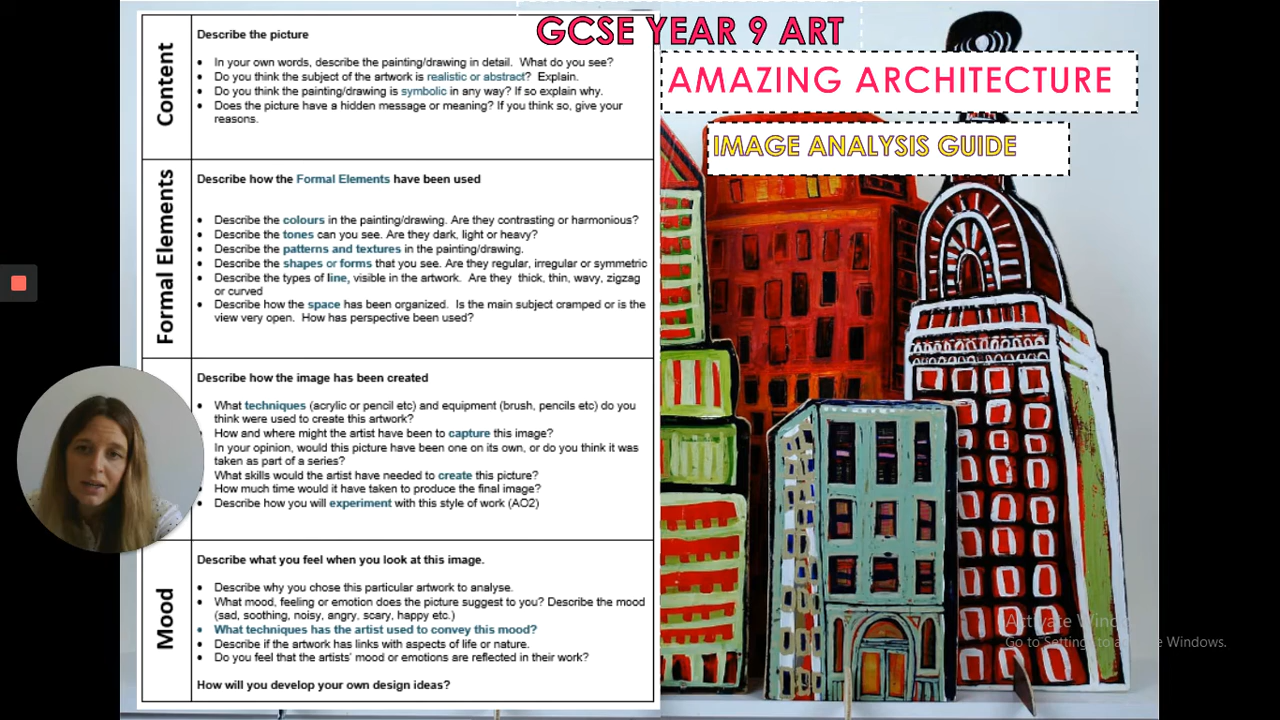 GCSE YEAR 9 ART
AMAZING ARCHITECTURE
IMAGE ANALYSIS GUIDE
Content
Describe the picture
• In your own words, describe the painting/drawing in detail. What do you see?
• Do you think the subject of the artwork is realistic or abstract? Explain.
• Do you think the painting/drawing is symbolic in any way? If so explain why.
• Does the picture have a hidden message or meaning? If you think so, give your
reasons.
Formal Elements
Describe how the Formal Elements have been used
• Describe the colours in the painting/drawing. Are they contrasting or harmonious?
• Describe the tones can you see. Are they dark, light or heavy?
• Describe the patterns and textures in the painting/drawing.
• Describe the shapes or forms that you see. Are they regular, irregular or symmetric
• Describe the types of line, visible in the artwork. Are they thick, thin, wavy, zigzag
or curved
• Describe how the space has been organized. Is the main subject cramped or is the
view very open. How has perspective been used?
Describe how the image has been created
• What techniques (acrylic or pencil etc) and equipment (brush, pencils etc) do you
think were used to create this artwork?
How and where might the artist have been to capture this image?
In your opinion, would this picture have been one on its own, or do you think it was
taken as part of a series?
What skills would the artist have needed to create this picture?
• How much time would it have taken to produce the final image?
• Describe how you will experiment with this style of work (AO2)
Mood
Describe what you feel when you look at this image.
• Describe why you chose this particular artwork to analyse.
• What mood, feeling or emotion does the picture suggest to you? Describe the mood
(sad, soothing, noisy, angry, scary, happy etc.)
• What techniques has the artist used to convey this mood?
• Describe if the artwork has links with aspects of life or nature.
• Do you feel that the artists' mood or emotions are reflected in their work?
How will you develop your own design ideas?
Activate Windows
Go to Settings to activate Windows.